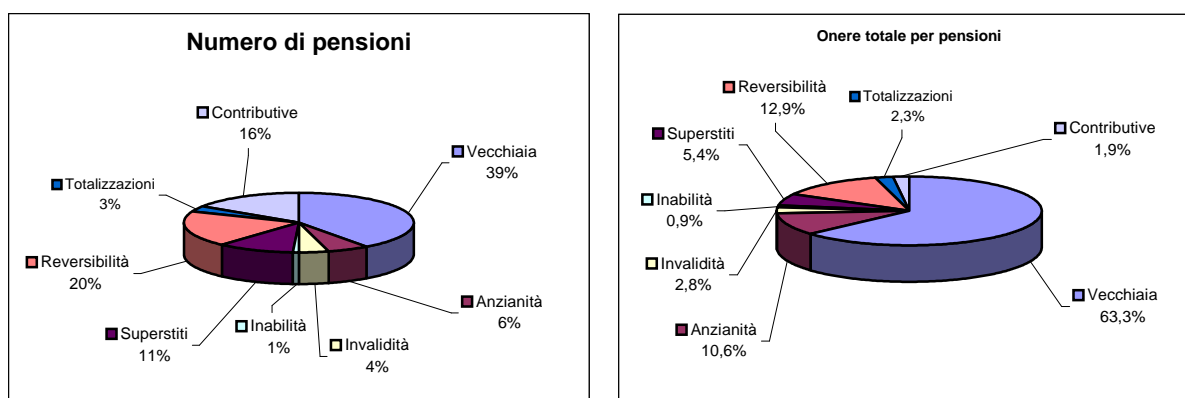 Numero di pensioni
Contributive
16%
Vecchiaia
39%
Totalizzazioni
3%
Reversibilità
20%
Anzianità
6%
Superstiti
11%
Inabilità
1%
Invalidità
4%
Onere totale per pensioni
Reversibilità
12,9%
Totalizzazioni
2,3%
Superstiti
5,4%
Contributive
1,9%
Inabilità
0,9%
Invalidità
2,8%
Vecchiaia
63,3%
Anzianità
10,6%